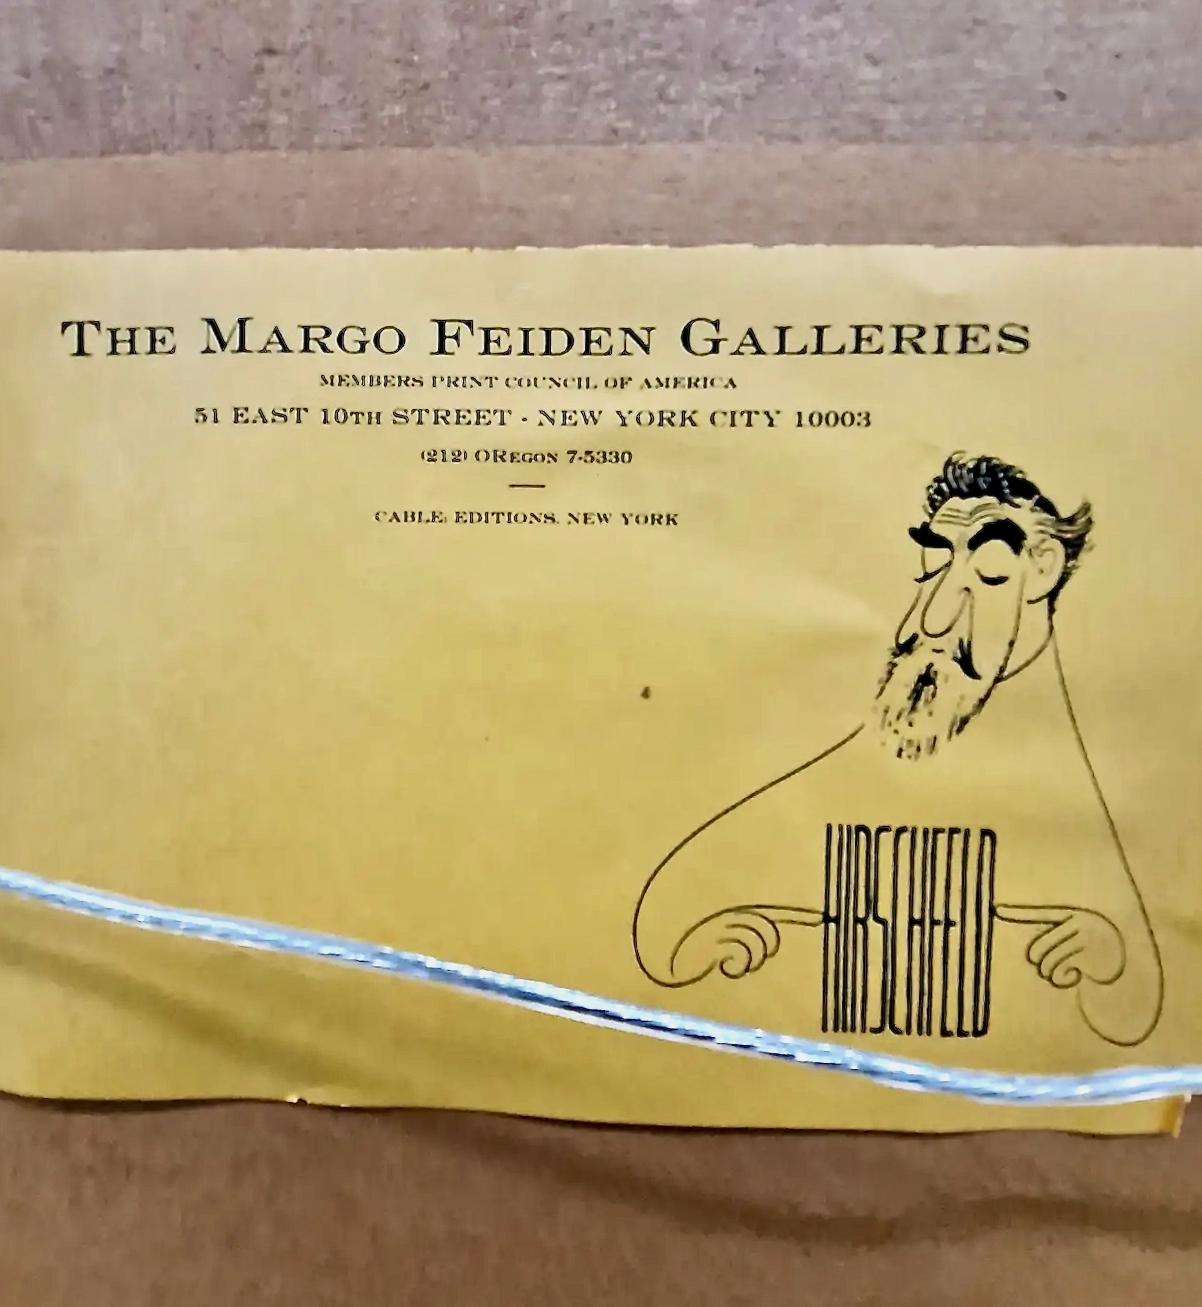 THE MARGO FEIDEN GALLERIES
MEMBERS PRINT COUNCIL OF AMERICA
51 EAST 10TH STREET · NEW YORK CITY 10003
(212) OREGON 7-5330
CABLE: EDITIONS, NEW YORK
HIRSCHFELD